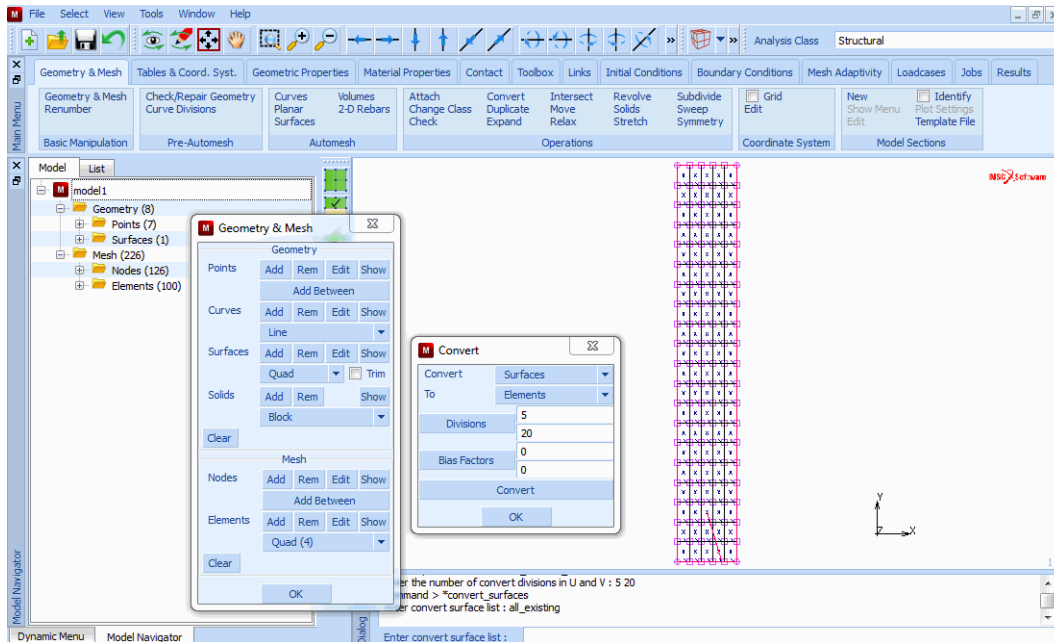 File Select View Tools Window Help
» » Analysis Class Structural
Geometry & Mesh Tables & Coord. Syst. Geometric Properties Material Properties Contact Toolbox Links Initial Conditions Boundary Conditions Mesh Adaptivity Loadcases Jobs Results
Main Menu
Geometry & Mesh Check/Repair Geometry Curves Volumes Attach Convert Intersect Revolve Subdivide Grid New Identify
Renumber Curve Divisions Planar 2-D Rebars Change Class Duplicate Move Solids Sweep Edit Show Menu Plot Settings
Surfaces Check Expand Relax Stretch Symmetry Edit Template File
Basic Manipulation Pre-Automesh Automesh Operations Coordinate System Model Sections
Model List
model1
Geometry (8)
Points (7)
Surfaces (1)
Mesh (226)
Nodes (126)
Elements (100)
Model Navigator
Geometry & Mesh
Geometry
Points Add Rem Edit Show
Add Between
Curves Add Rem Edit Show
Line
Surfaces Add Rem Edit Show
Quad Trim
Solids Add Rem Show
Block
Clear
Mesh
Nodes Add Rem Edit Show
Add Between
Elements Add Rem Edit Show
Quad (4)
Clear
OK
Convert
Convert Surfaces
To Elements
Divisions 5
20
Bias Factors 0
0
Convert
OK
MSC Software
Y
Z X
1
er the number of convert divisions in U and V : 5 20
mmand > *convert_surfaces
er convert surface list : all_existing
Enter convert surface list :
Dynamic Menu Model Navigator